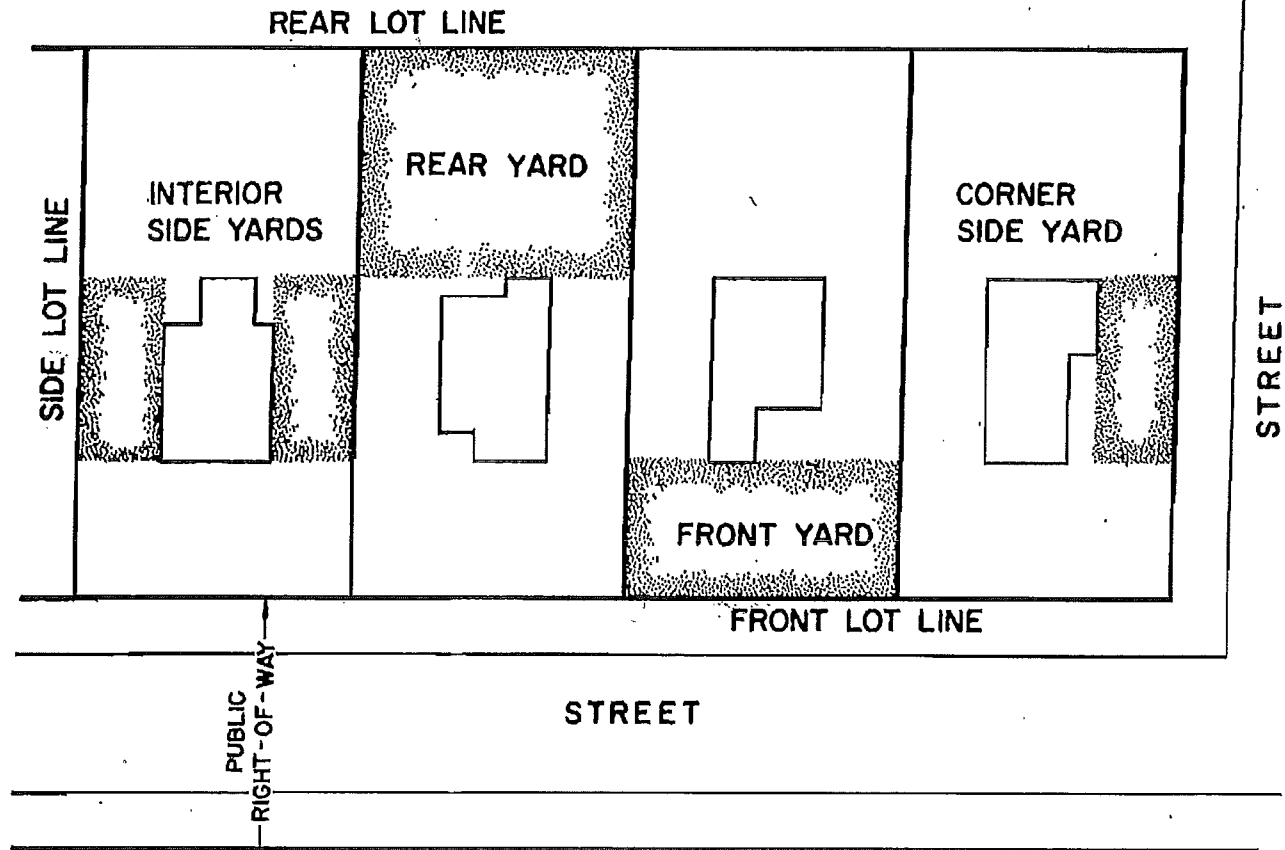 REAR LOT LINE
REAR YARD
INTERIOR
SIDE YARDS
CORNER
SIDE YARD
SIDE LOT LINE
STREET
FRONT YARD
FRONT LOT LINE
STREET
PUBLIC
RIGHT-OF-WAY